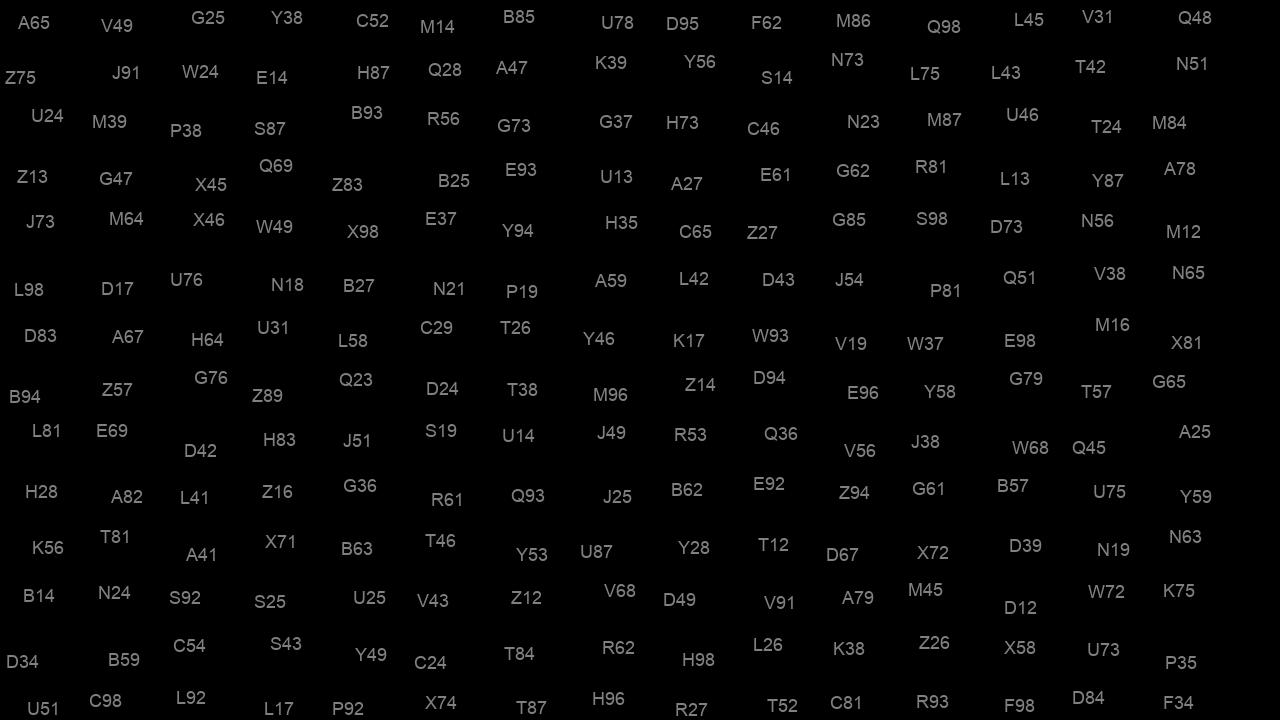 A65 V49 G25 Y38 C52 M14 B85 U78 D95 F62 M86 Q98 L45 V31 Q48
Z75 J91 W24 E14 H87 Q28 A47 K39 Y56 S14 N73 L75 L43 T42 N51
U24 M39 P38 S87 B93 R56 G73 G37 H73 C46 N23 M87 U46 T24 M84
Z13 G47 X45 Q69 Z83 B25 E93 U13 A27 E61 G62 R81 L13 Y87 A78
J73 M64 X46 W49 X98 E37 Y94 H35 C65 Z27 G85 S98 D73 N56 M12
L98 D17 U76 N18 B27 N21 P19 A59 L42 D43 J54 P81 Q51 V38 N65
D83 A67 H64 U31 L58 C29 T26 Y46 K17 W93 V19 W37 E98 M16 X81
B94 Z57 G76 Z89 Q23 D24 T38 M96 Z14 D94 E96 Y58 G79 T57 G65
L81 E69 D42 H83 J51 S19 U14 J49 R53 Q36 V56 J38 W68 Q45 A25
H28 A82 L41 Z16 G36 R61 Q93 J25 B62 E92 Z94 G61 B57 U75 Y59
K56 T81 A41 X71 B63 T46 Y53 U87 Y28 T12 D67 X72 D39 N19 N63
B14 N24 S92 S25 U25 V43 Z12 V68 D49 V91 A79 M45 D12 W72 K75
D34 B59 C54 S43 Y49 C24 T84 R62 H98 L26 K38 Z26 X58 U73 P35
U51 C98 L92 L17 P92 X74 T87 H96 R27 T52 C81 R93 F98 D84 F34